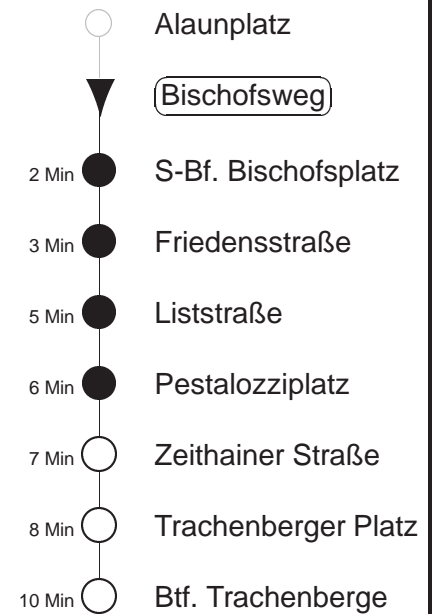 Alaunplatz
Bischofsweg
2 Min S-Bf. Bischofsplatz
3 Min Friedensstraße
5 Min Liststraße
6 Min Pestalozziplatz
7 Min Zeithainer Straße
8 Min Trachenberger Platz
10 Min Btf. Trachenberge